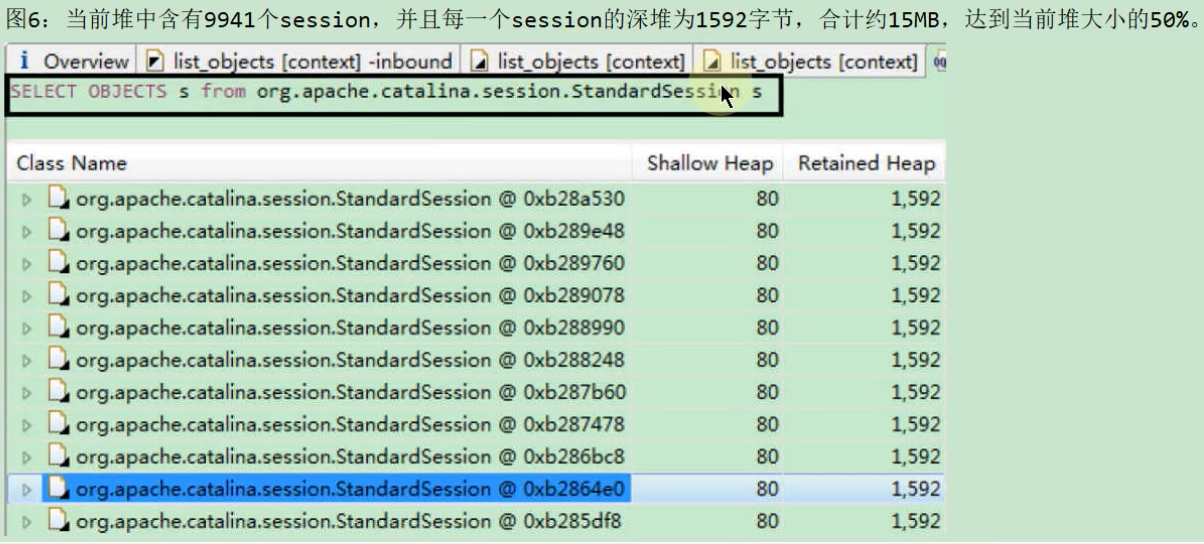 图6：当前堆中含有9941个session，并且每一个session的深堆为1592字节，合计约15MB，达到当前堆大小的50%。
i Overview list_objects [context] -inbound list_objects [context] list_objects [context]
SELECT OBJECTS s from org.apache.catalina.session.StandardSession s
Class Name Shallow Heap Retained Heap
org.apache.catalina.session.StandardSession @ 0xb28a530 80 1,592
org.apache.catalina.session.StandardSession @ 0xb289e48 80 1,592
org.apache.catalina.session.StandardSession @ 0xb289760 80 1,592
org.apache.catalina.session.StandardSession @ 0xb289078 80 1,592
org.apache.catalina.session.StandardSession @ 0xb288990 80 1,592
org.apache.catalina.session.StandardSession @ 0xb288248 80 1,592
org.apache.catalina.session.StandardSession @ 0xb287b60 80 1,592
org.apache.catalina.session.StandardSession @ 0xb287478 80 1,592
org.apache.catalina.session.StandardSession @ 0xb286bc8 80 1,592
org.apache.catalina.session.StandardSession @ 0xb2864e0 80 1,592
org.apache.catalina.session.StandardSession @ 0xb285df8 80 1,592